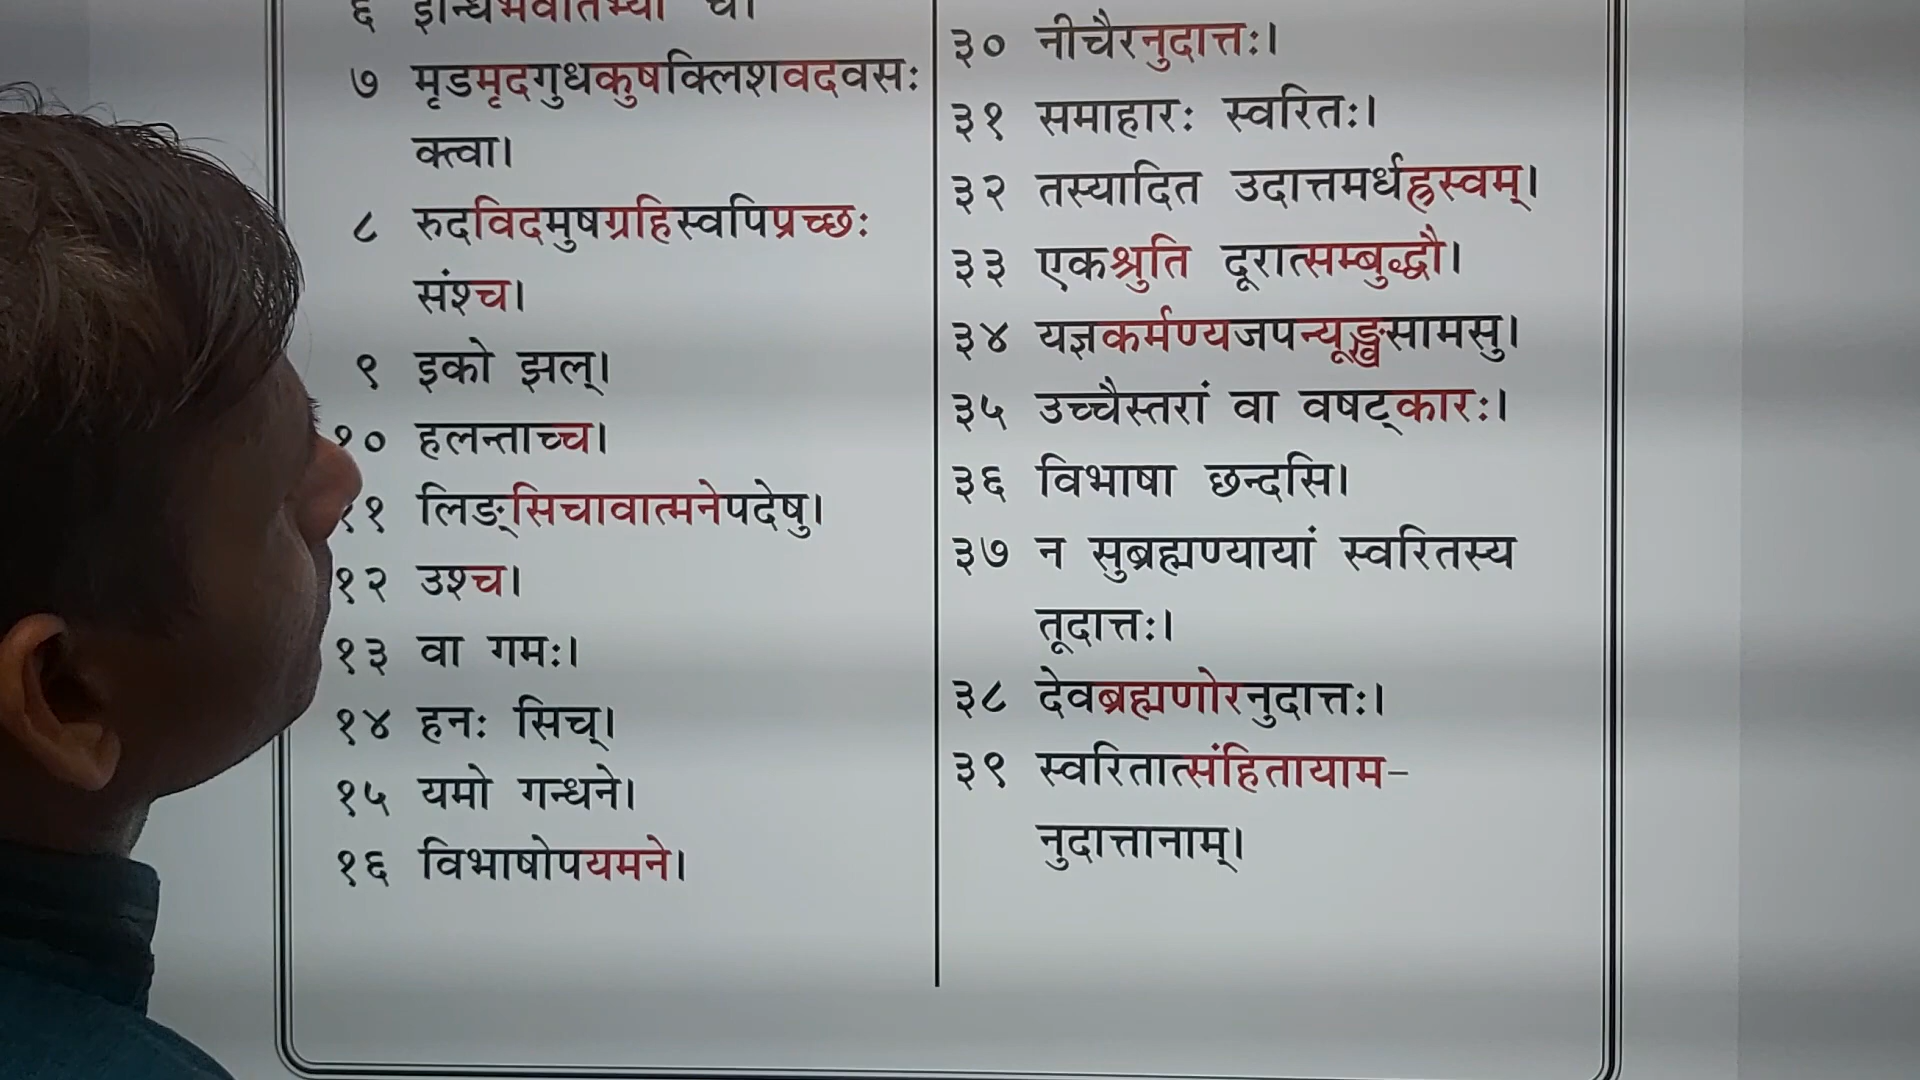 ६ इन्धिभवतिभ्यां च।
७ मृडमृदगुधकुषक्लिशवदवसः
क्त्वा।
८ रुदविदमुषग्रहिस्वपिप्रच्छः
संश्च।
९ इको झल्।
१० हलन्ताच्च।
११ लिङ्सिचावात्मनेपदेषु।
१२ उश्च।
१३ वा गमः।
१४ हनः सिच्।
१५ यमो गन्धने।
१६ विभाषोपयमने।
३० नीचैरनुदात्तः।
३१ समाहारः स्वरितः।
३२ तस्यादित उदात्तमर्धह्रस्वम्।
३३ एकश्रुति दूरात्सम्बुद्धौ।
३४ यज्ञकर्मण्यजपन्यूङ्खसामसु।
३५ उच्चैस्तरां वा वषट्कारः।
३६ विभाषा छन्दसि।
३७ न सुब्रह्मण्यायां स्वरितस्य
तूदात्तः।
३८ देवब्रह्मणोरनुदात्तः।
३९ स्वरितात्संहितायाम-
नुदात्तानाम्।